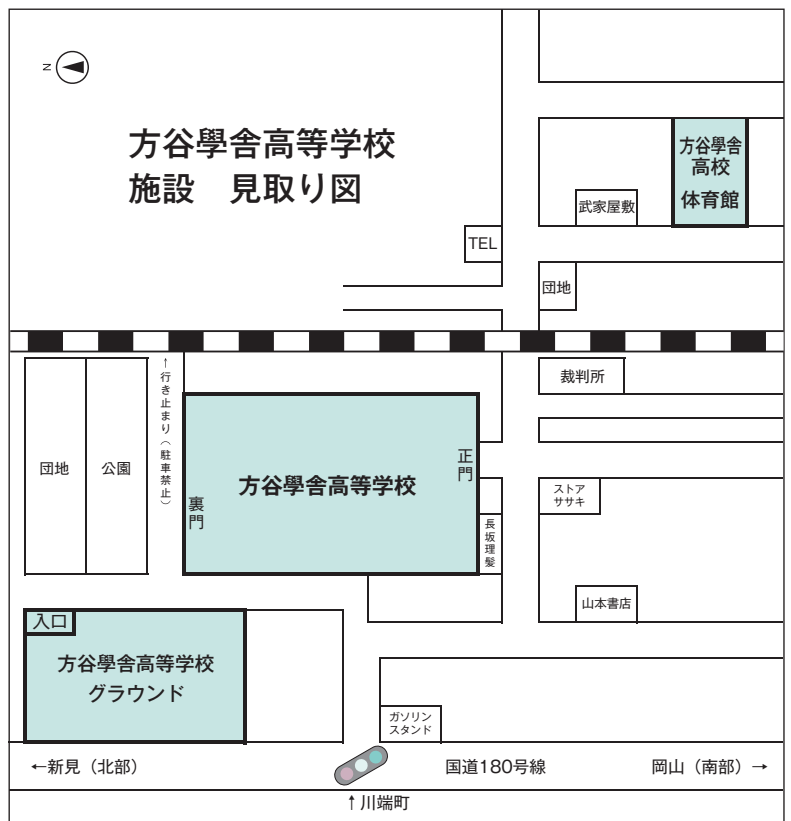 N
方谷學舎高等学校
施設　見取り図
方谷學舎
高校
体育館
武家屋敷
TEL
団地
裁判所
↑行き止まり（駐車禁止）
団地
公園
方谷學舎高等学校
正門
裏門
ストア
ササキ
長坂理髪
山本書店
入口
方谷學舎高等学校
グラウンド
ガソリン
スタンド
←新見（北部）
国道180号線
岡山（南部）→
↑川端町